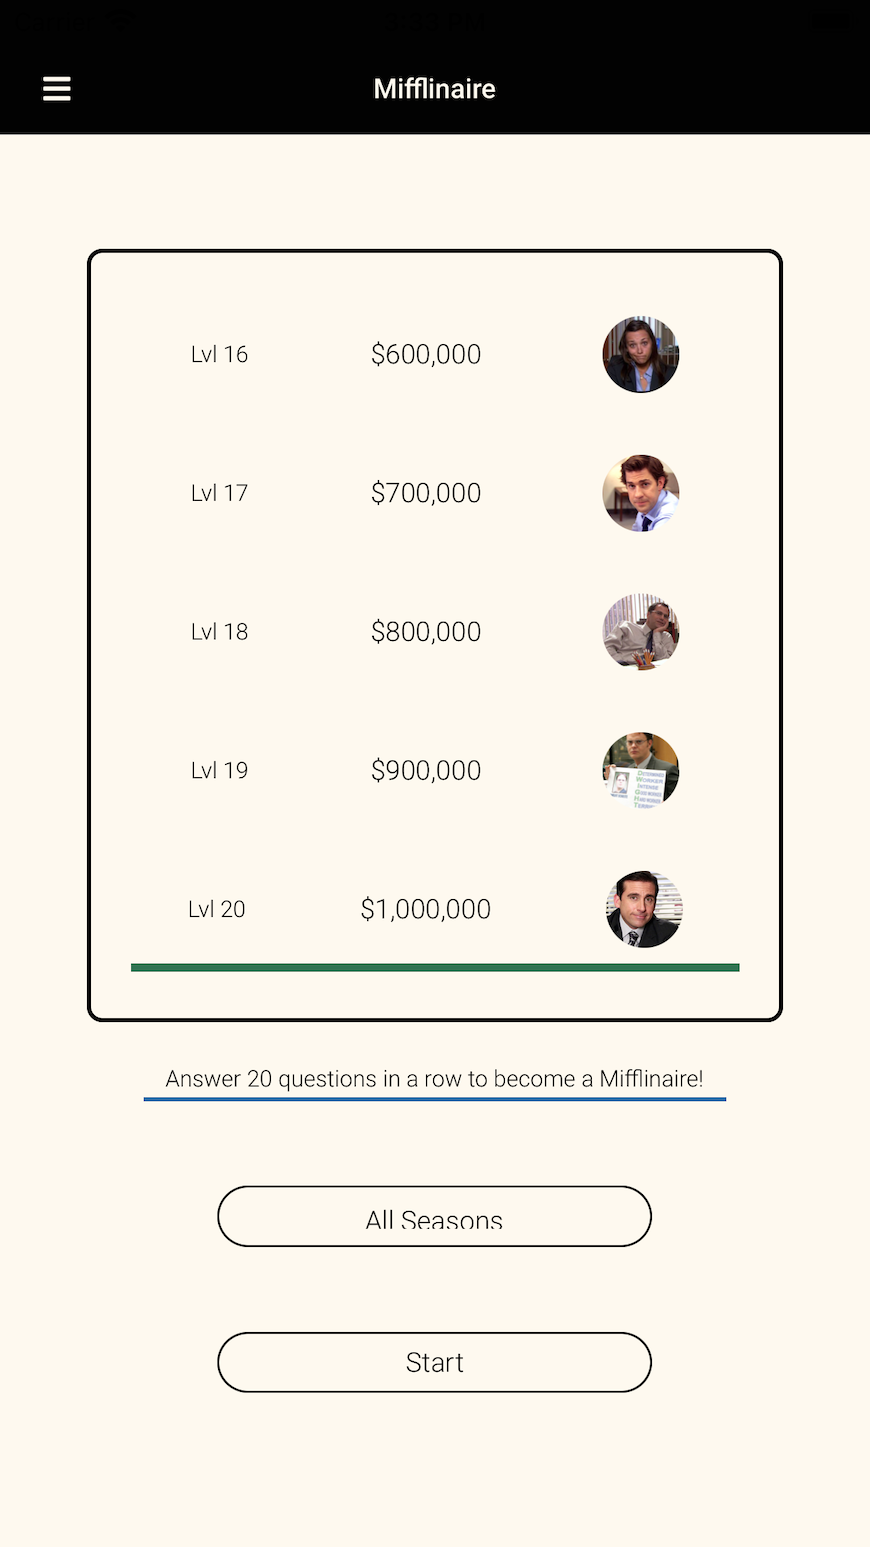 Mifflinaire
Lvl 16 $600,000
Lvl 17 $700,000
Lvl 18 $800,000
Lvl 19 $900,000
Lvl 20 $1,000,000
Answer 20 questions in a row to become a Mifflinaire!
All Seasons
Start